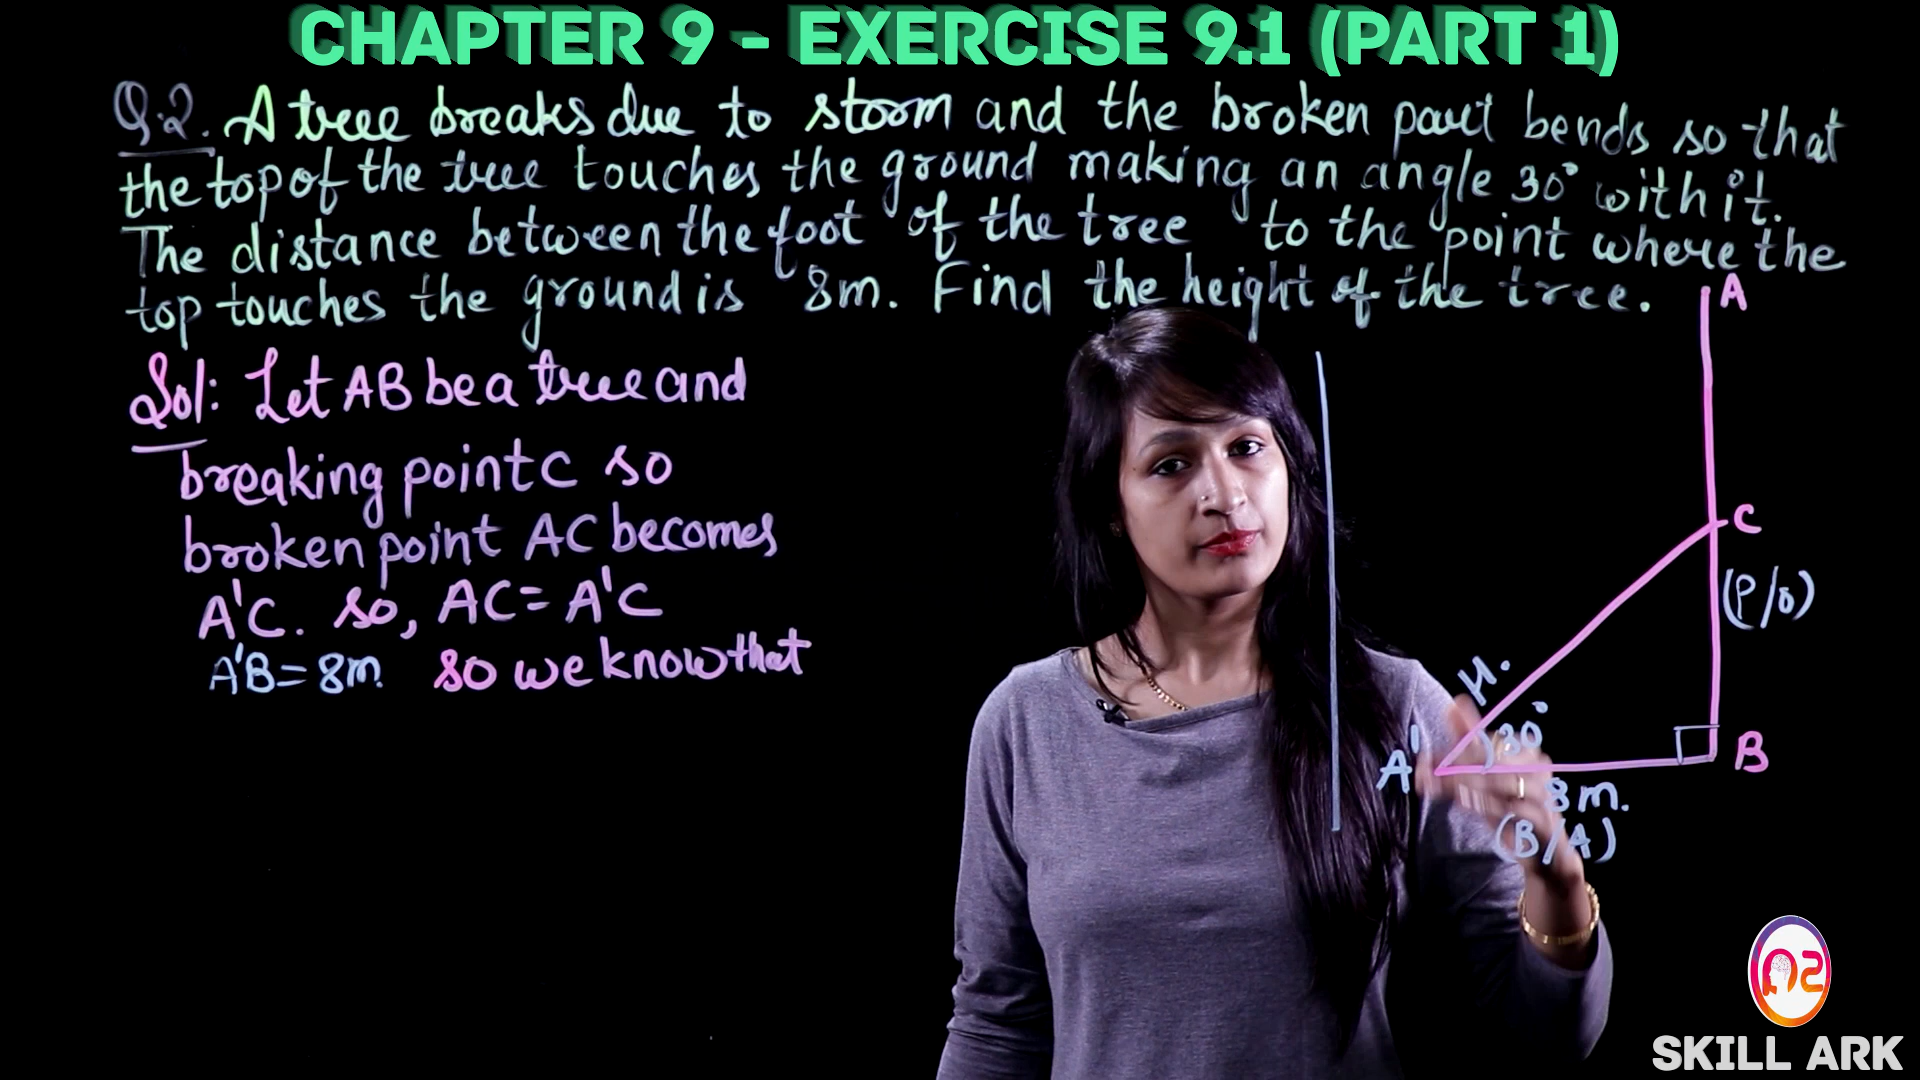 CHAPTER 9 - EXERCISE 9.1 (PART 1)
Q.2. A tree breaks due to storm and the broken part bends so that
the top of the tree touches the ground making an angle 30° with it.
The distance between the foot of the tree to the point where the
top touches the ground is 8m. Find the height of the tree.
Sol: Let AB be a tree and
breaking point C so
broken point AC becomes
A'C. so, AC = A'C
A'B = 8m. so we know that
A
C
(P/O)
H.
30°
A'
B
8m.
(B/A)
SKILL ARK